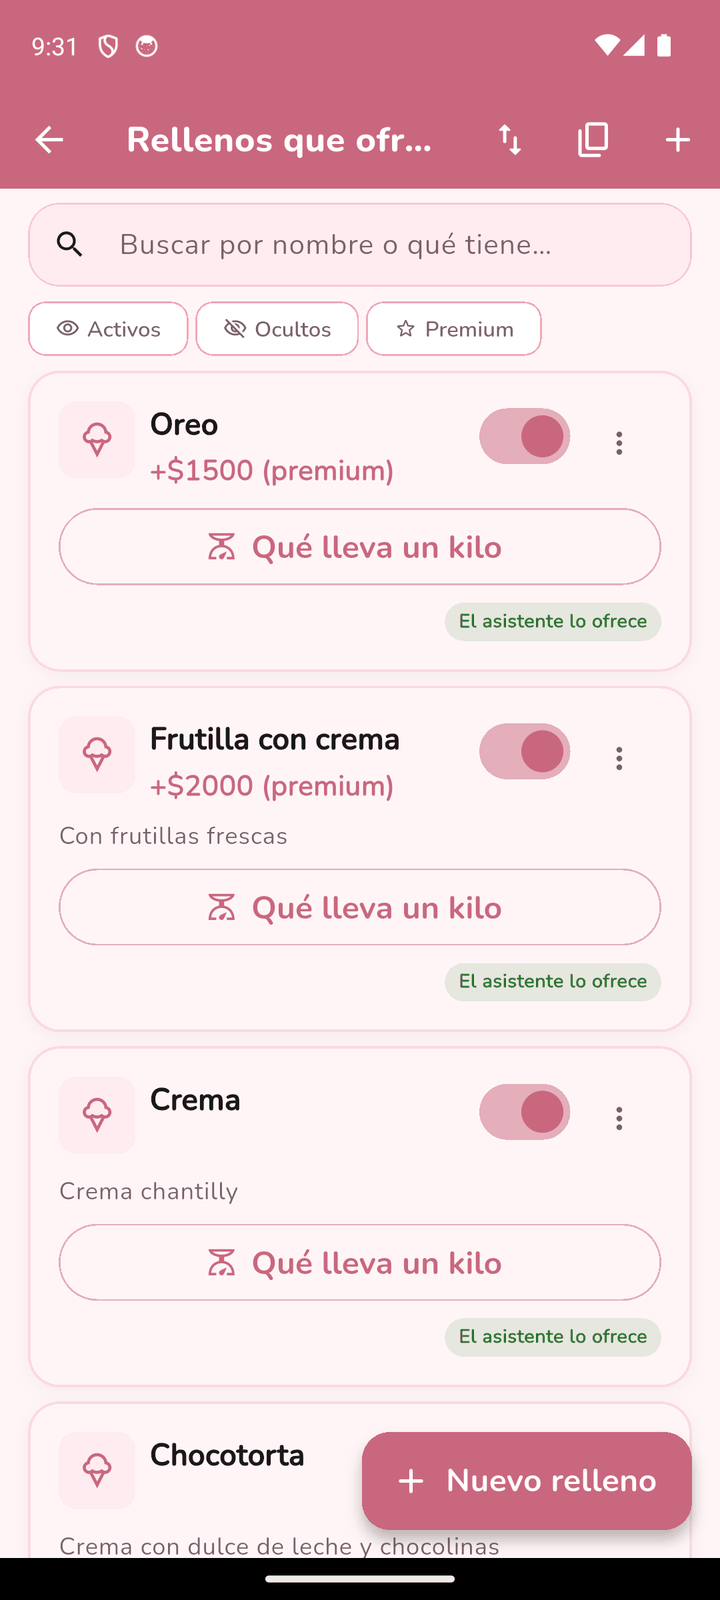 9:31
Rellenos que ofr...
Buscar por nombre o qué tiene...
Activos
Ocultos
Premium
Oreo
+$1500 (premium)
Qué lleva un kilo
El asistente lo ofrece
Frutilla con crema
+$2000 (premium)
Con frutillas frescas
Qué lleva un kilo
El asistente lo ofrece
Crema
Crema chantilly
Qué lleva un kilo
El asistente lo ofrece
Chocotorta
+ Nuevo relleno
Crema con dulce de leche y chocolinas